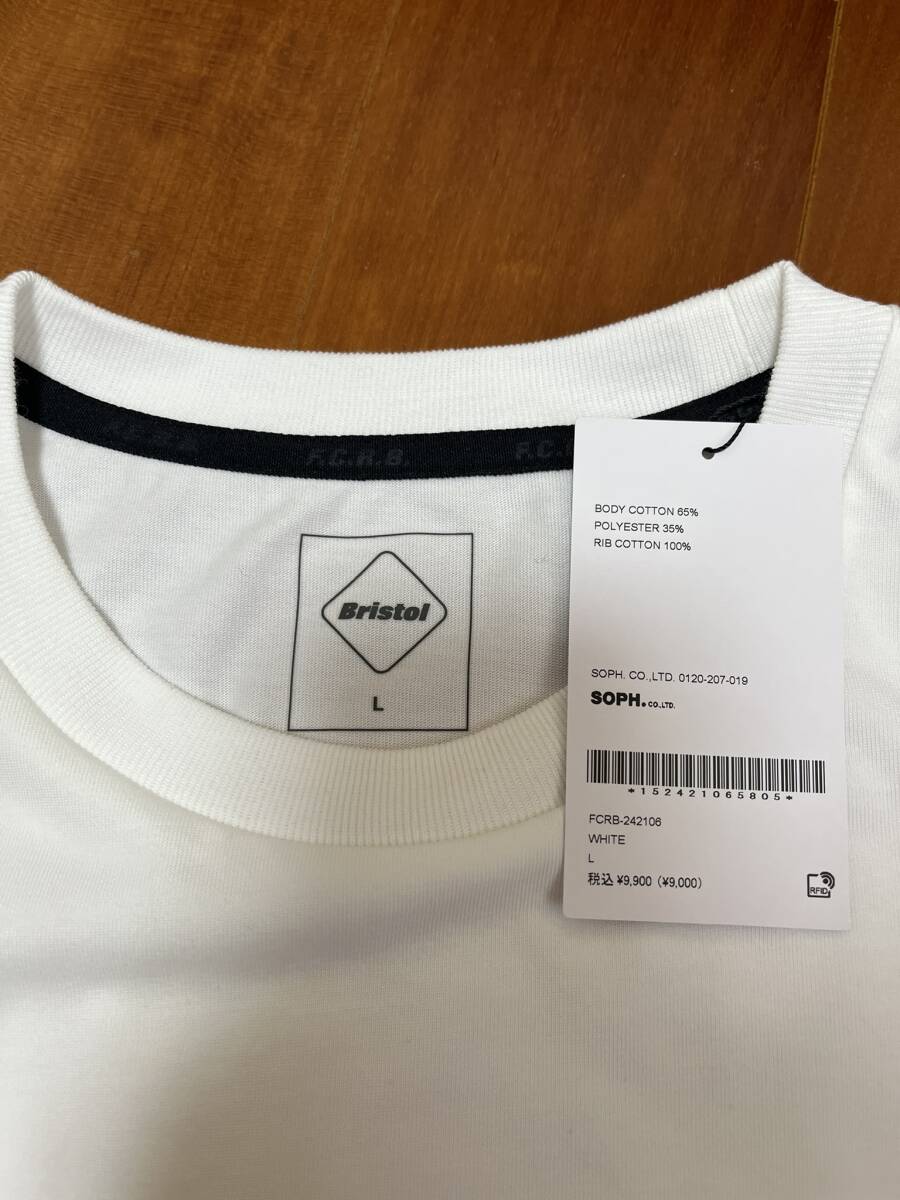 F.C.R.B.
F.C.
Bristol
L
BODY COTTON 65%
POLYESTER 35%
RIB COTTON 100%
SOPH. CO.,LTD. 0120-207-019
SOPH. CO.,LTD.
*152421065805*
FCRB-242106
WHITE
L
税込 ¥9,900 (¥9,000)
RFID